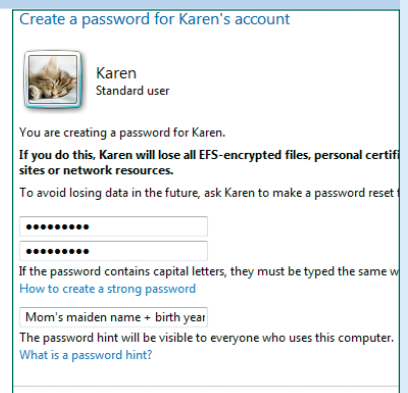 Create a password for Karen's account
Karen
Standard user
You are creating a password for Karen.
If you do this, Karen will lose all EFS-encrypted files, personal certifi
sites or network resources.
To avoid losing data in the future, ask Karen to make a password reset f
•••••••••
•••••••••
If the password contains capital letters, they must be typed the same w
How to create a strong password
Mom's maiden name + birth year
The password hint will be visible to everyone who uses this computer.
What is a password hint?